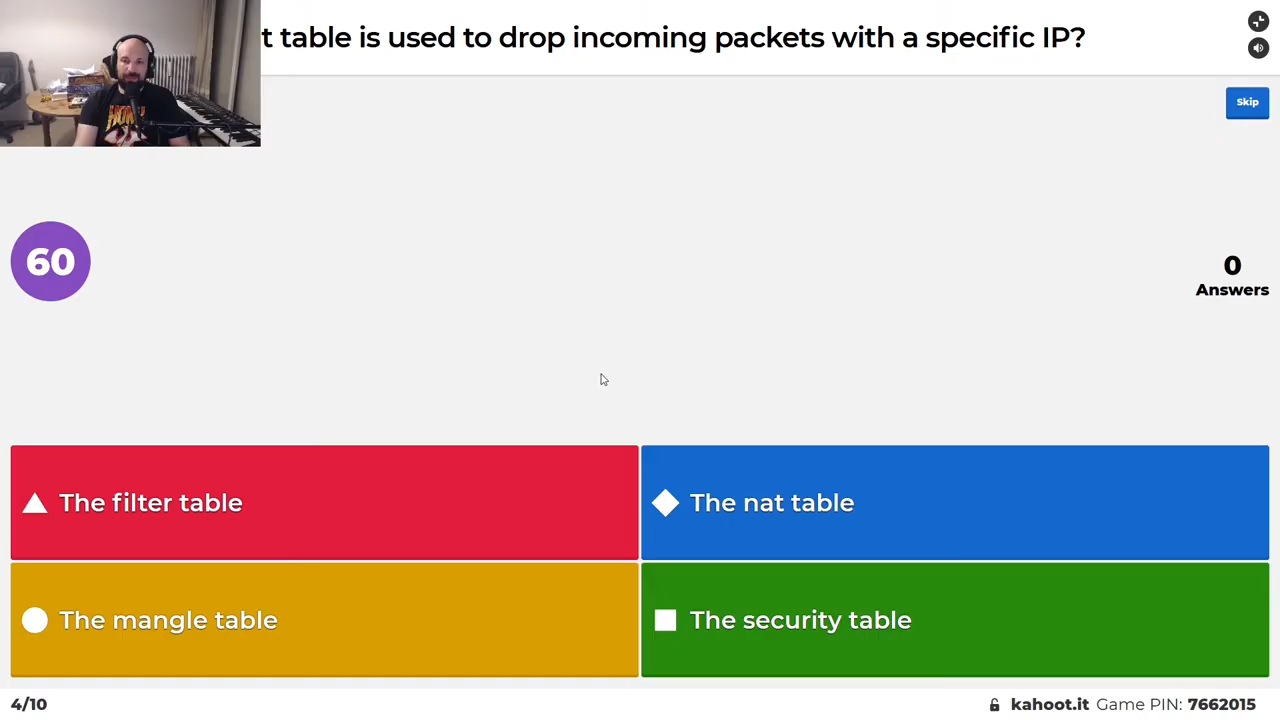 t table is used to drop incoming packets with a specific IP?
Skip
60
0
Answers
The filter table
The nat table
The mangle table
The security table
4/10
kahoot.it Game PIN: 7662015